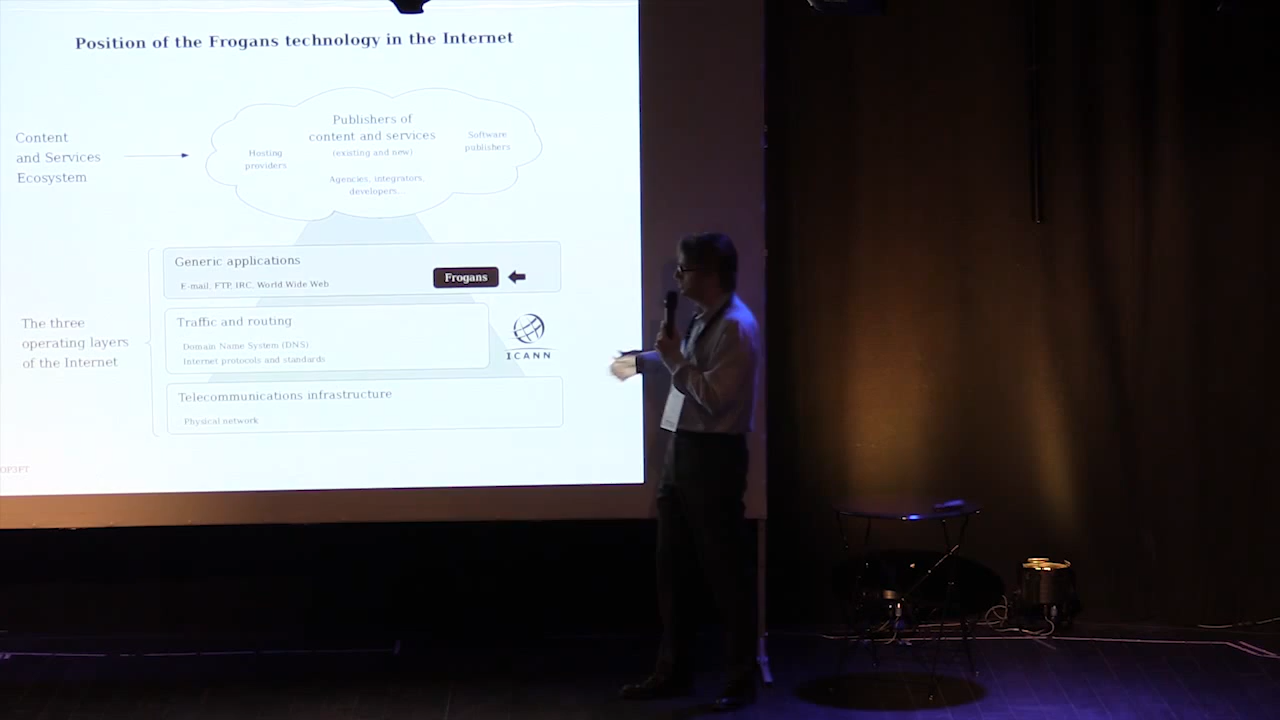 Position of the Frogans technology in the Internet
Content
and Services
Ecosystem
Publishers of
content and services
(existing and new)
Hosting
providers
Software
publishers
Agencies, integrators,
developers...
The three
operating layers
of the Internet
Generic applications
E-mail, FTP, IRC, World Wide Web
Frogans
Traffic and routing
Domain Name System (DNS)
Internet protocols and standards
ICANN
Telecommunications infrastructure
Physical network
OP3FT